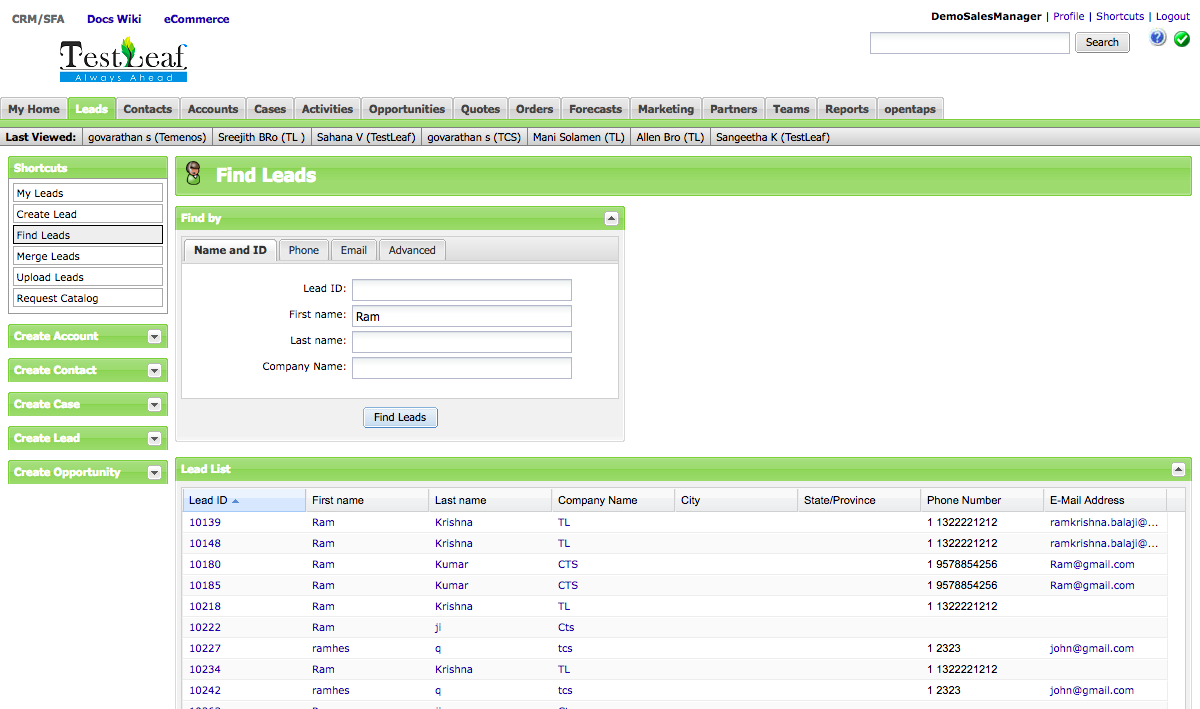 CRM/SFA Docs Wiki eCommerce
DemoSalesManager | Profile | Shortcuts | Logout
TestLeaf
Always Ahead
Search
My Home Leads Contacts Accounts Cases Activities Opportunities Quotes Orders Forecasts Marketing Partners Teams Reports opentaps
Last Viewed: govarathan s (Temenos) Sreejith BRo (TL ) Sahana V (TestLeaf) govarathan s (TCS) Mani Solamen (TL) Allen Bro (TL) Sangeetha K (TestLeaf)
Shortcuts
My Leads
Create Lead
Find Leads
Merge Leads
Upload Leads
Request Catalog
Create Account
Create Contact
Create Case
Create Lead
Create Opportunity
Find Leads
Find by
Name and ID Phone Email Advanced
Lead ID:
First name: Ram
Last name:
Company Name:
Find Leads
Lead List
Lead ID First name Last name Company Name City State/Province Phone Number E-Mail Address
10139 Ram Krishna TL 1 1322221212 ramkrishna.balaji@...
10148 Ram Krishna TL 1 1322221212 ramkrishna.balaji@...
10180 Ram Kumar CTS 1 9578854256 Ram@gmail.com
10185 Ram Kumar CTS 1 9578854256 Ram@gmail.com
10218 Ram Krishna TL 1 1322221212
10222 Ram ji Cts
10227 ramhes q tcs 1 2323 john@gmail.com
10234 Ram Krishna TL 1 1322221212
10242 ramhes q tcs 1 2323 john@gmail.com